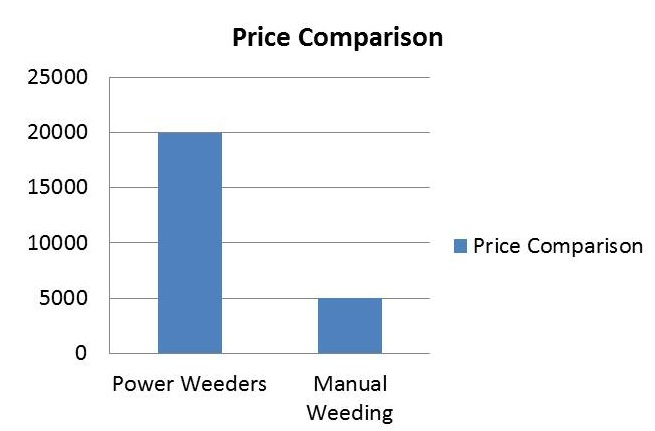 Price Comparison
25000
20000
15000
10000
5000
0
Power Weeders
Manual
Weeding
Price Comparison